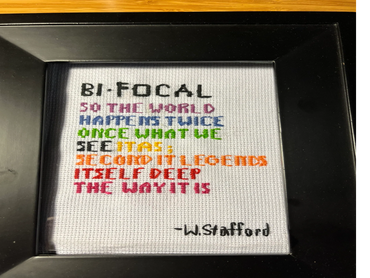 BI-FOCAL
SO THE WORLD
HAPPENS TWICE
ONCE WHAT WE
SEE IT AS;
SECOND IT LEGENDS
ITSELF DEEP
THE WAY IT IS
-W.Stafford